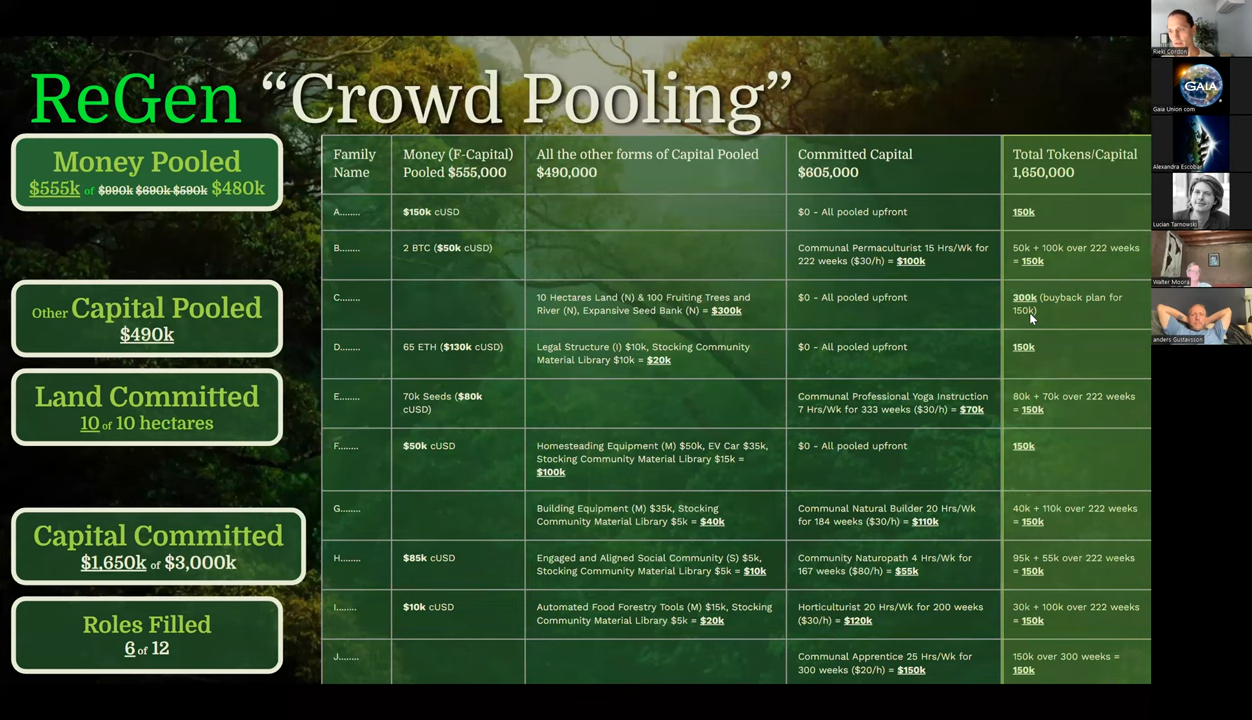 ReGen “Crowd Pooling”
Money Pooled
$555k of $990k $690k $590k $480k
Other Capital Pooled
$490k
Land Committed
10 of 10 hectares
Capital Committed
$1,650k of $3,000k
Roles Filled
6 of 12
Family
Name
Money (F-Capital)
Pooled $555,000
All the other forms of Capital Pooled
$490,000
Committed Capital
$605,000
Total Tokens/Capital
1,650,000
A........
$150k cUSD
$0 - All pooled upfront
150k
B........
2 BTC ($50k cUSD)
Communal Permaculturist 15 Hrs/Wk for
222 weeks ($30/h) = $100k
50k + 100k over 222 weeks
= 150k
C........
10 Hectares Land (N) & 100 Fruiting Trees and
River (N), Expansive Seed Bank (N) = $300k
$0 - All pooled upfront
300k (buyback plan for
150k)
D........
65 ETH ($130k cUSD)
Legal Structure (I) $10k, Stocking Community
Material Library $10k = $20k
$0 - All pooled upfront
150k
E........
70k Seeds ($80k
cUSD)
Communal Professional Yoga Instruction
7 Hrs/Wk for 333 weeks ($30/h) = $70k
80k + 70k over 222 weeks
= 150k
F........
$50k cUSD
Homesteading Equipment (M) $50k, EV Car $35k,
Stocking Community Material Library $15k =
$100k
$0 - All pooled upfront
150k
G........
Building Equipment (M) $35k, Stocking
Community Material Library $5k = $40k
Communal Natural Builder 20 Hrs/Wk
for 184 weeks ($30/h) = $110k
40k + 110k over 222 weeks
= 150k
H........
$85k cUSD
Engaged and Aligned Social Community (S) $5k,
Stocking Community Material Library $5k = $10k
Community Naturopath 4 Hrs/Wk for
167 weeks ($80/h) = $55k
95k + 55k over 222 weeks
= 150k
I........
$10k cUSD
Automated Food Forestry Tools (M) $15k, Stocking
Community Material Library $5k = $20k
Horticulturist 20 Hrs/Wk for 200 weeks
($30/h) = $120k
30k + 100k over 222 weeks
= 150k
J........
Communal Apprentice 25 Hrs/Wk for
300 weeks ($20/h) = $150k
150k over 300 weeks =
150k
Rieki Cordon
GAIA
Gaia Union com
Alexandra Escobar
Lucian Tarnowski
Walter Moora
anders Gustavsson